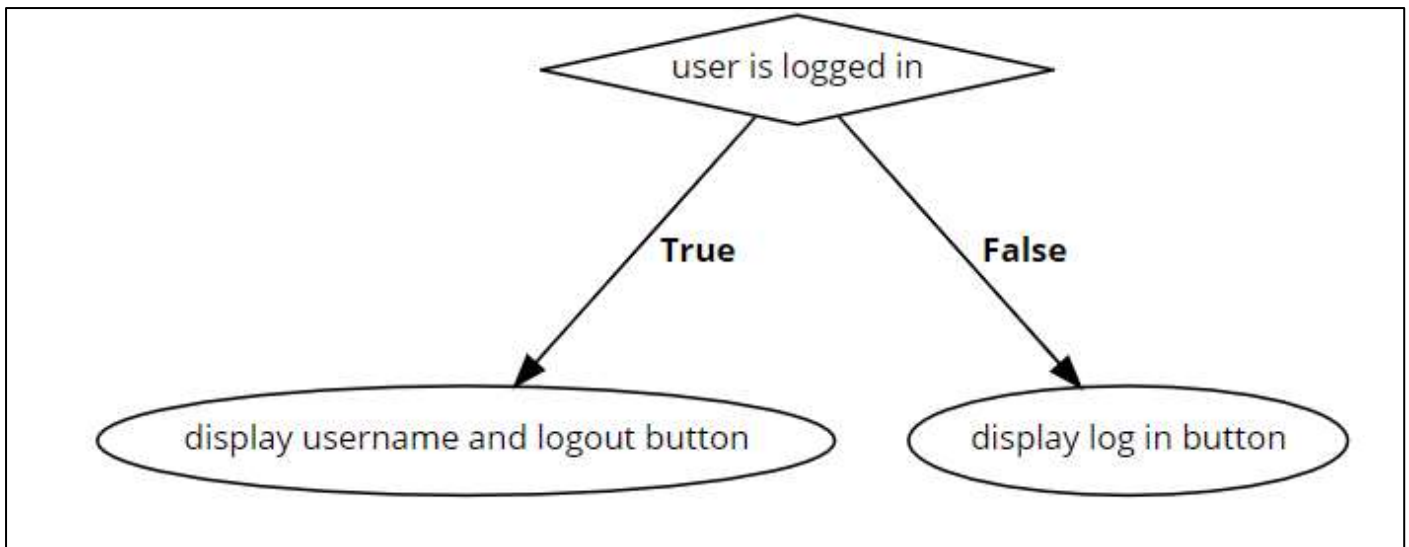 user is logged in
True
False
display username and logout button
display log in button